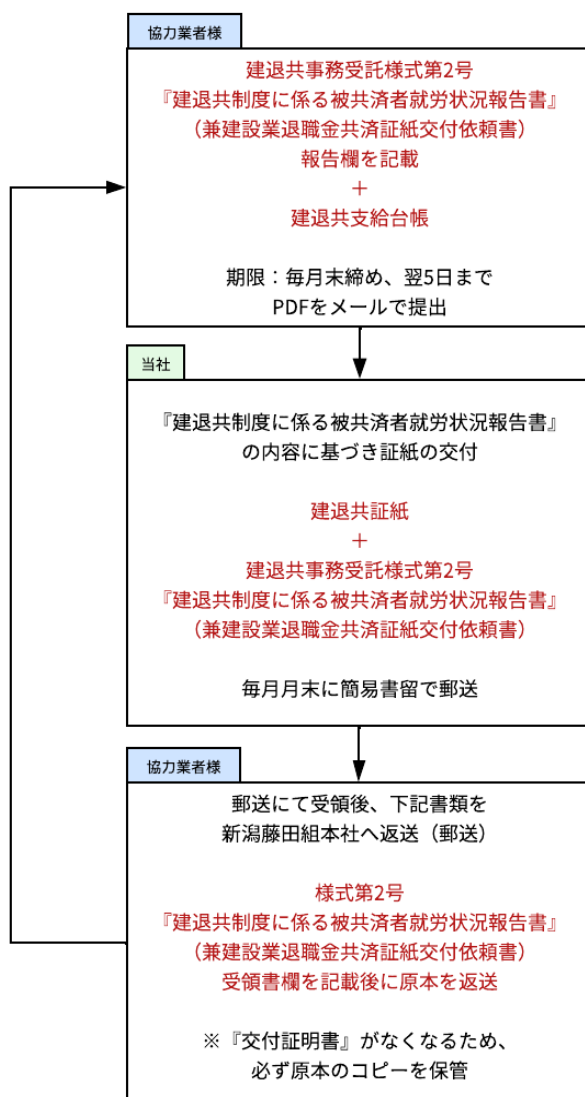 協力業者様
建退共事務受託様式第2号
『建退共制度に係る被共済者就労状況報告書』
（兼建設業退職金共済証紙交付依頼書）
報告欄を記載
＋
建退共支給台帳
期限：毎月末締め、翌5日まで
PDFをメールで提出
当社
『建退共制度に係る被共済者就労状況報告書』
の内容に基づき証紙の交付
建退共証紙
＋
建退共事務受託様式第2号
『建退共制度に係る被共済者就労状況報告書』
（兼建設業退職金共済証紙交付依頼書）
毎月月末に簡易書留で郵送
協力業者様
郵送にて受領後、下記書類を
新潟藤田組本社へ返送（郵送）
様式第2号
『建退共制度に係る被共済者就労状況報告書』
（兼建設業退職金共済証紙交付依頼書）
受領書欄を記載後に原本を返送
※『交付証明書』がなくなるため、
必ず原本のコピーを保管